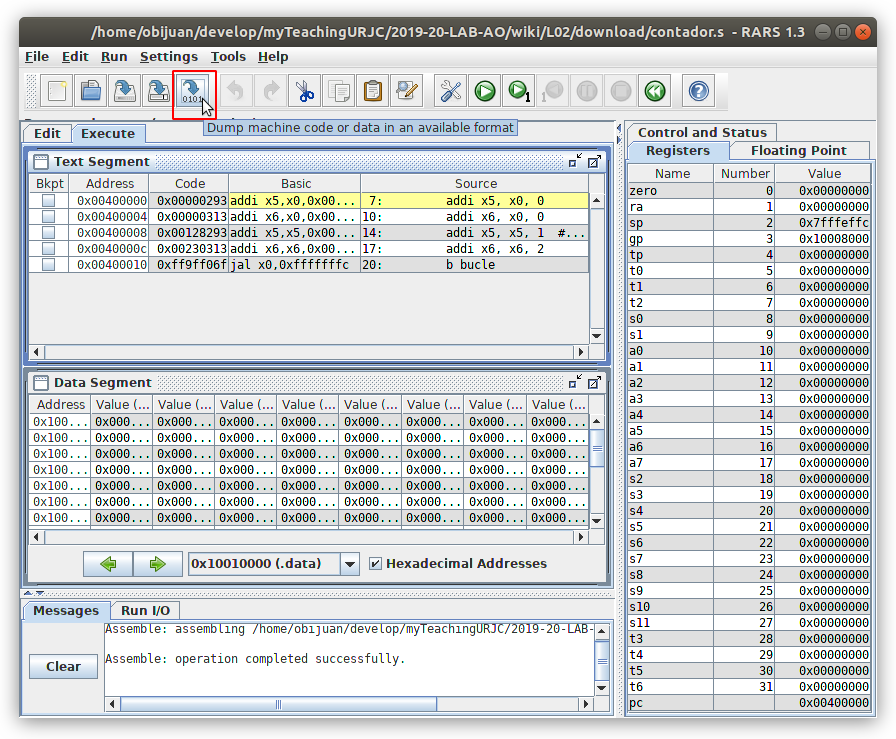 /home/obijuan/develop/myTeachingURJC/2019-20-LAB-AO/wiki/L02/download/contador.s - RARS 1.3
File Edit Run Settings Tools Help
0101
1
1
?
Dump machine code or data in an available format
Edit Execute
Text Segment
Bkpt Address Code Basic Source
0x00400000 0x00000293 addi x5,x0,0x00... 7: addi x5, x0, 0
0x00400004 0x00000313 addi x6,x0,0x00... 10: addi x6, x0, 0
0x00400008 0x00128293 addi x5,x5,0x00... 14: addi x5, x5, 1 #...
0x0040000c 0x00230313 addi x6,x6,0x00... 17: addi x6, x6, 2
0x00400010 0xff9ff06f jal x0,0xfffffffc 20: b bucle
Data Segment
Address Value (... Value (... Value (... Value (... Value (... Value (... Value (... Value (...
0x100... 0x000... 0x000... 0x000... 0x000... 0x000... 0x000... 0x000... 0x000...
0x100... 0x000... 0x000... 0x000... 0x000... 0x000... 0x000... 0x000... 0x000...
0x100... 0x000... 0x000... 0x000... 0x000... 0x000... 0x000... 0x000... 0x000...
0x100... 0x000... 0x000... 0x000... 0x000... 0x000... 0x000... 0x000... 0x000...
0x100... 0x000... 0x000... 0x000... 0x000... 0x000... 0x000... 0x000... 0x000...
0x100... 0x000... 0x000... 0x000... 0x000... 0x000... 0x000... 0x000... 0x000...
0x100... 0x000... 0x000... 0x000... 0x000... 0x000... 0x000... 0x000... 0x000...
0x10010000 (.data) Hexadecimal Addresses
Messages Run I/O
Assemble: assembling /home/obijuan/develop/myTeachingURJC/2019-20-LAB-
Assemble: operation completed successfully.
Clear
Control and Status
Registers Floating Point
Name Number Value
zero 0 0x00000000
ra 1 0x00000000
sp 2 0x7fffeffc
gp 3 0x10008000
tp 4 0x00000000
t0 5 0x00000000
t1 6 0x00000000
t2 7 0x00000000
s0 8 0x00000000
s1 9 0x00000000
a0 10 0x00000000
a1 11 0x00000000
a2 12 0x00000000
a3 13 0x00000000
a4 14 0x00000000
a5 15 0x00000000
a6 16 0x00000000
a7 17 0x00000000
s2 18 0x00000000
s3 19 0x00000000
s4 20 0x00000000
s5 21 0x00000000
s6 22 0x00000000
s7 23 0x00000000
s8 24 0x00000000
s9 25 0x00000000
s10 26 0x00000000
s11 27 0x00000000
t3 28 0x00000000
t4 29 0x00000000
t5 30 0x00000000
t6 31 0x00000000
pc 0x00400000